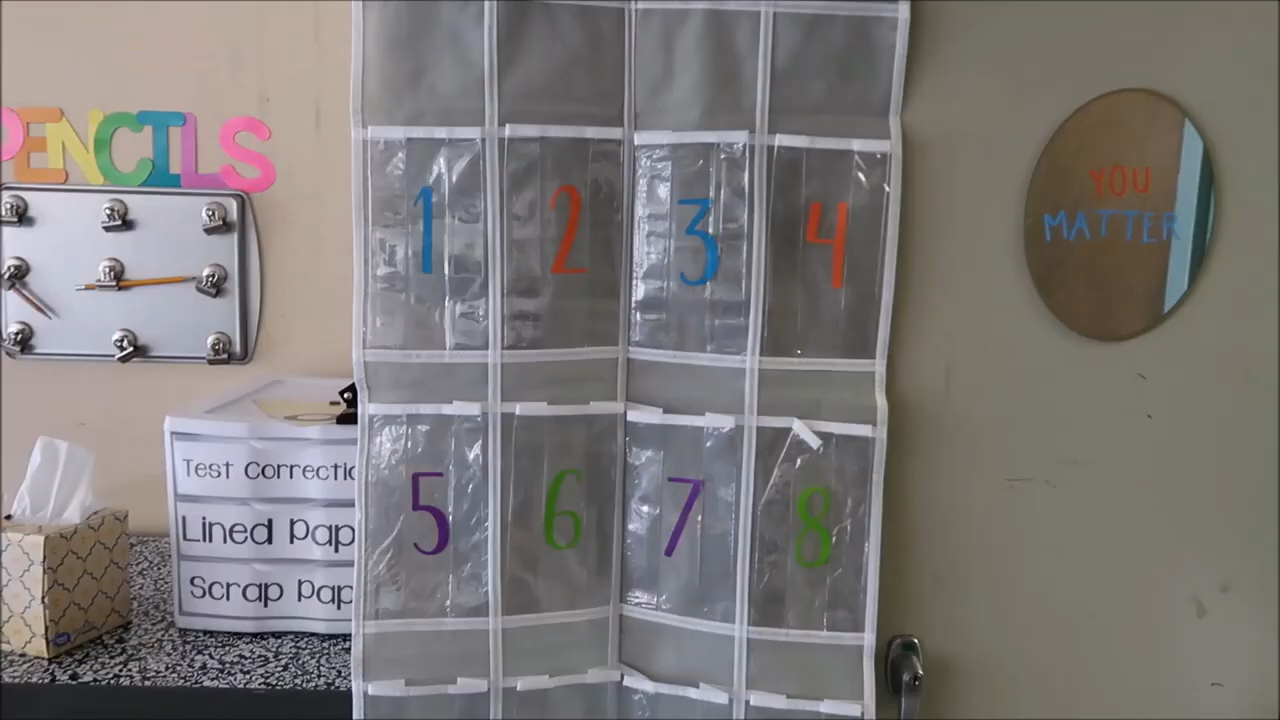 PENCILS
1 2 3 4
YOU
MATTER
Test Correctio
Lined Pap
Scrap Pap
5 6 7 8